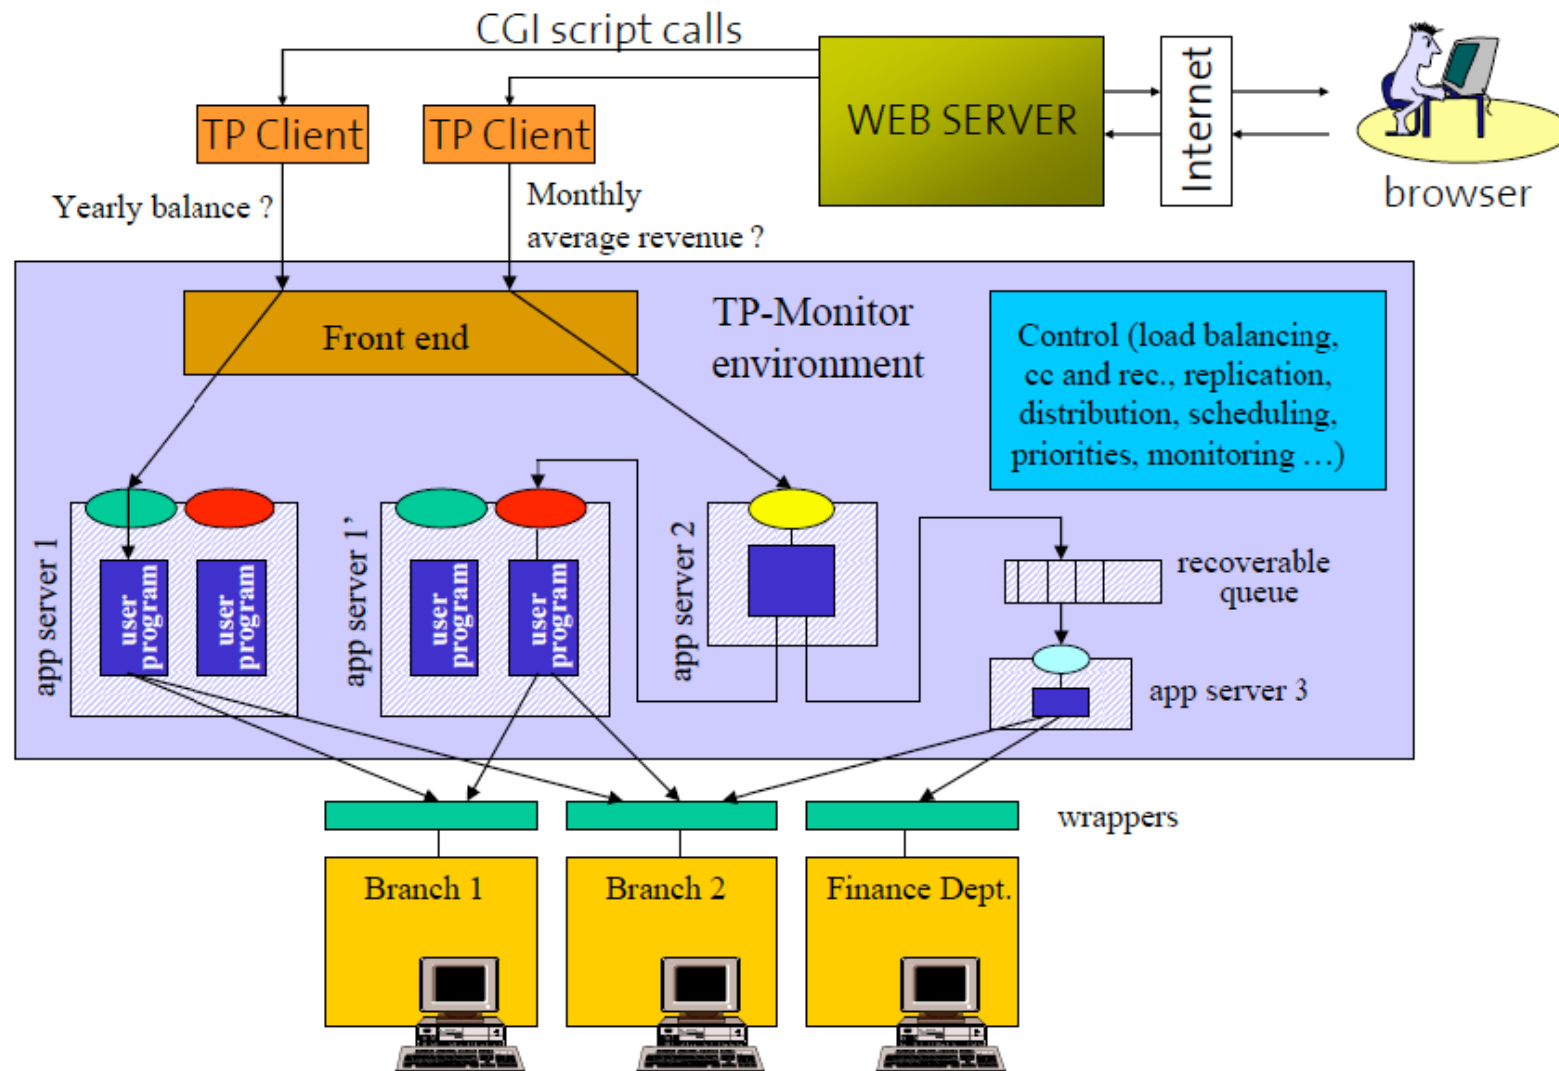 CGI script calls
WEB SERVER
Internet
browser
TP Client
TP Client
Yearly balance ?
Monthly
average revenue ?
Front end
TP-Monitor
environment
Control (load balancing,
cc and rec., replication,
distribution, scheduling,
priorities, monitoring …)
app server 1
user
program
user
program
app server 1’
user
program
user
program
app server 2
recoverable
queue
app server 3
wrappers
Branch 1
Branch 2
Finance Dept.